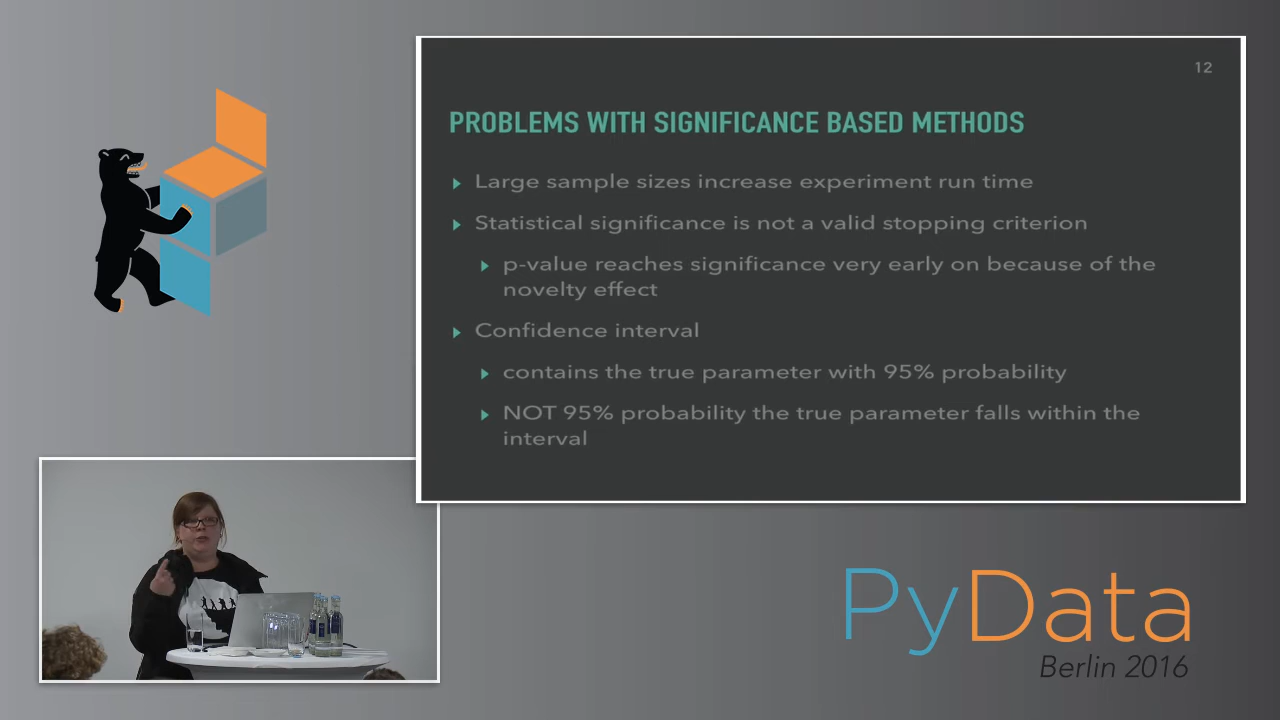 12
PROBLEMS WITH SIGNIFICANCE BASED METHODS
Large sample sizes increase experiment run time
Statistical significance is not a valid stopping criterion
p-value reaches significance very early on because of the
novelty effect
Confidence interval
contains the true parameter with 95% probability
NOT 95% probability the true parameter falls within the
interval
PyData
Berlin 2016